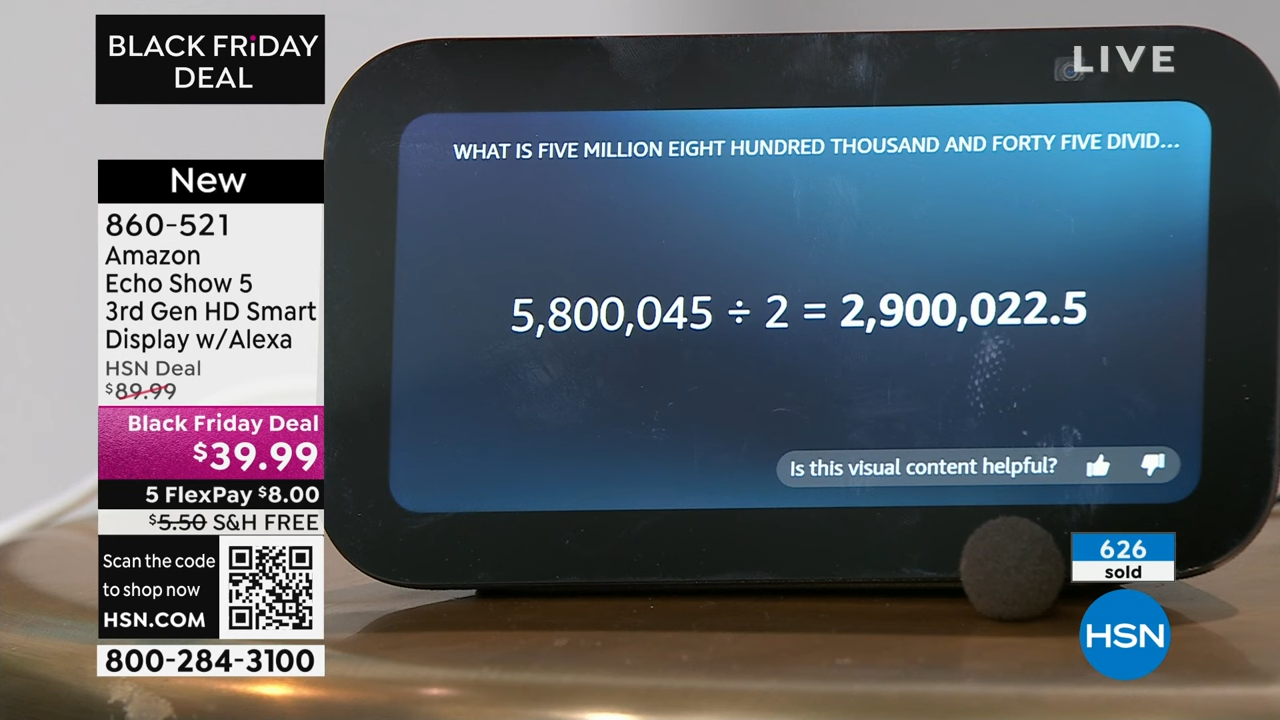 BLACK FRiDAY
DEAL
New
860-521
Amazon
Echo Show 5
3rd Gen HD Smart
Display w/Alexa
HSN Deal
$89.99
Black Friday Deal
$39.99
5 FlexPay $8.00
$5.50 S&H FREE
Scan the code
to shop now
HSN.COM
800-284-3100
LIVE
WHAT IS FIVE MILLION EIGHT HUNDRED THOUSAND AND FORTY FIVE DIVID...
5,800,045 ÷ 2 = 2,900,022.5
Is this visual content helpful?
626
sold
HSN